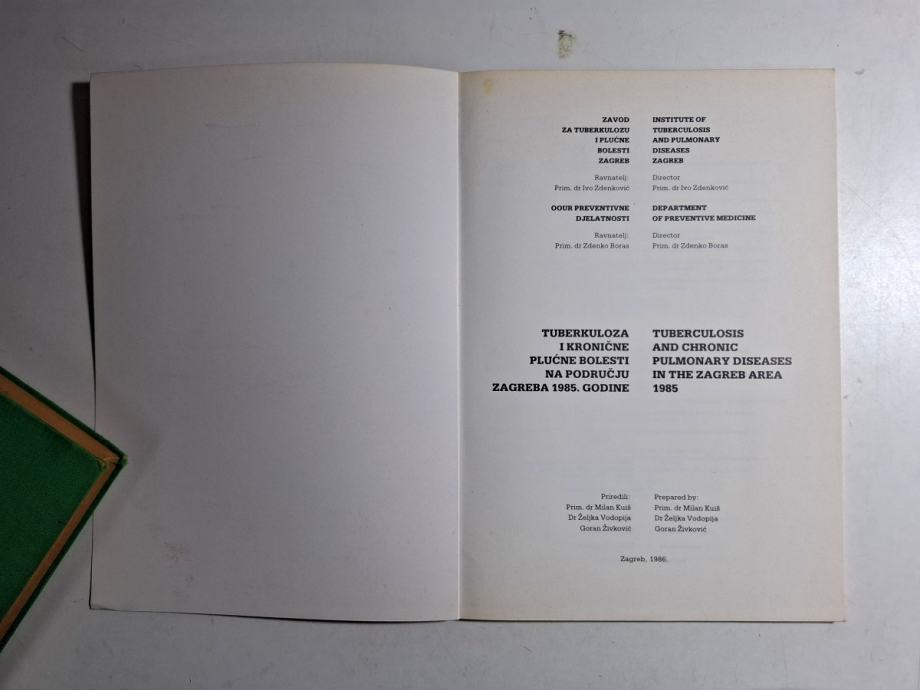 ZAVOD
ZA TUBERKULOZU
I PLUĆNE
BOLESTI
ZAGREB
Ravnatelj:
Prim. dr Ivo Zdenković
OOUR PREVENTIVNE
DJELATNOSTI
Ravnatelj:
Prim. dr Zdenko Boras
INSTITUTE OF
TUBERCULOSIS
AND PULMONARY
DISEASES
ZAGREB
Director
Prim. dr Ivo Zdenković
DEPARTMENT
OF PREVENTIVE MEDICINE
Director
Prim. dr Zdenko Boras
TUBERKULOZA
I KRONIČNE
PLUĆNE BOLESTI
NA PODRUČJU
ZAGREBA 1985. GODINE
TUBERCULOSIS
AND CHRONIC
PULMONARY DISEASES
IN THE ZAGREB AREA
1985
Priredili:
Prim. dr Milan Kuiš
Dr Željka Vodopija
Goran Živković
Prepared by:
Prim. dr Milan Kuiš
Dr Željka Vodopija
Goran Živković
Zagreb, 1986.